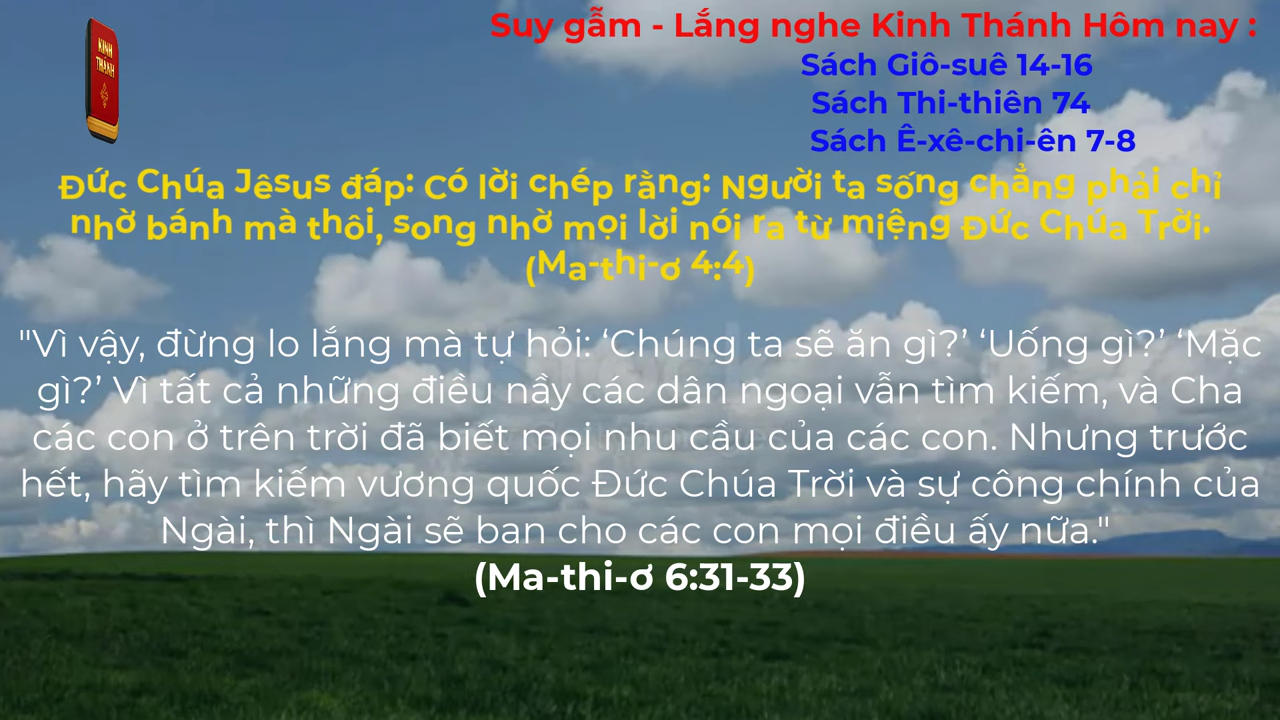 KINH
THÁNH
Suy gẫm - Lắng nghe Kinh Thánh Hôm nay :
Sách Giô-suê 14-16
Sách Thi-thiên 74
Sách Ê-xê-chi-ên 7-8
Đức Chúa Jêsus đáp: Có lời chép rằng: Người ta sống chẳng phải chỉ
nhờ bánh mà thôi, song nhờ mọi lời nói ra từ miệng Đức Chúa Trời.
(Ma-thi-ơ 4:4)
"Vì vậy, đừng lo lắng mà tự hỏi: ‘Chúng ta sẽ ăn gì?’ ‘Uống gì?’ ‘Mặc
gì?’ Vì tất cả những điều nầy các dân ngoại vẫn tìm kiếm, và Cha
các con ở trên trời đã biết mọi nhu cầu của các con. Nhưng trước
hết, hãy tìm kiếm vương quốc Đức Chúa Trời và sự công chính của
Ngài, thì Ngài sẽ ban cho các con mọi điều ấy nữa."
(Ma-thi-ơ 6:31-33)